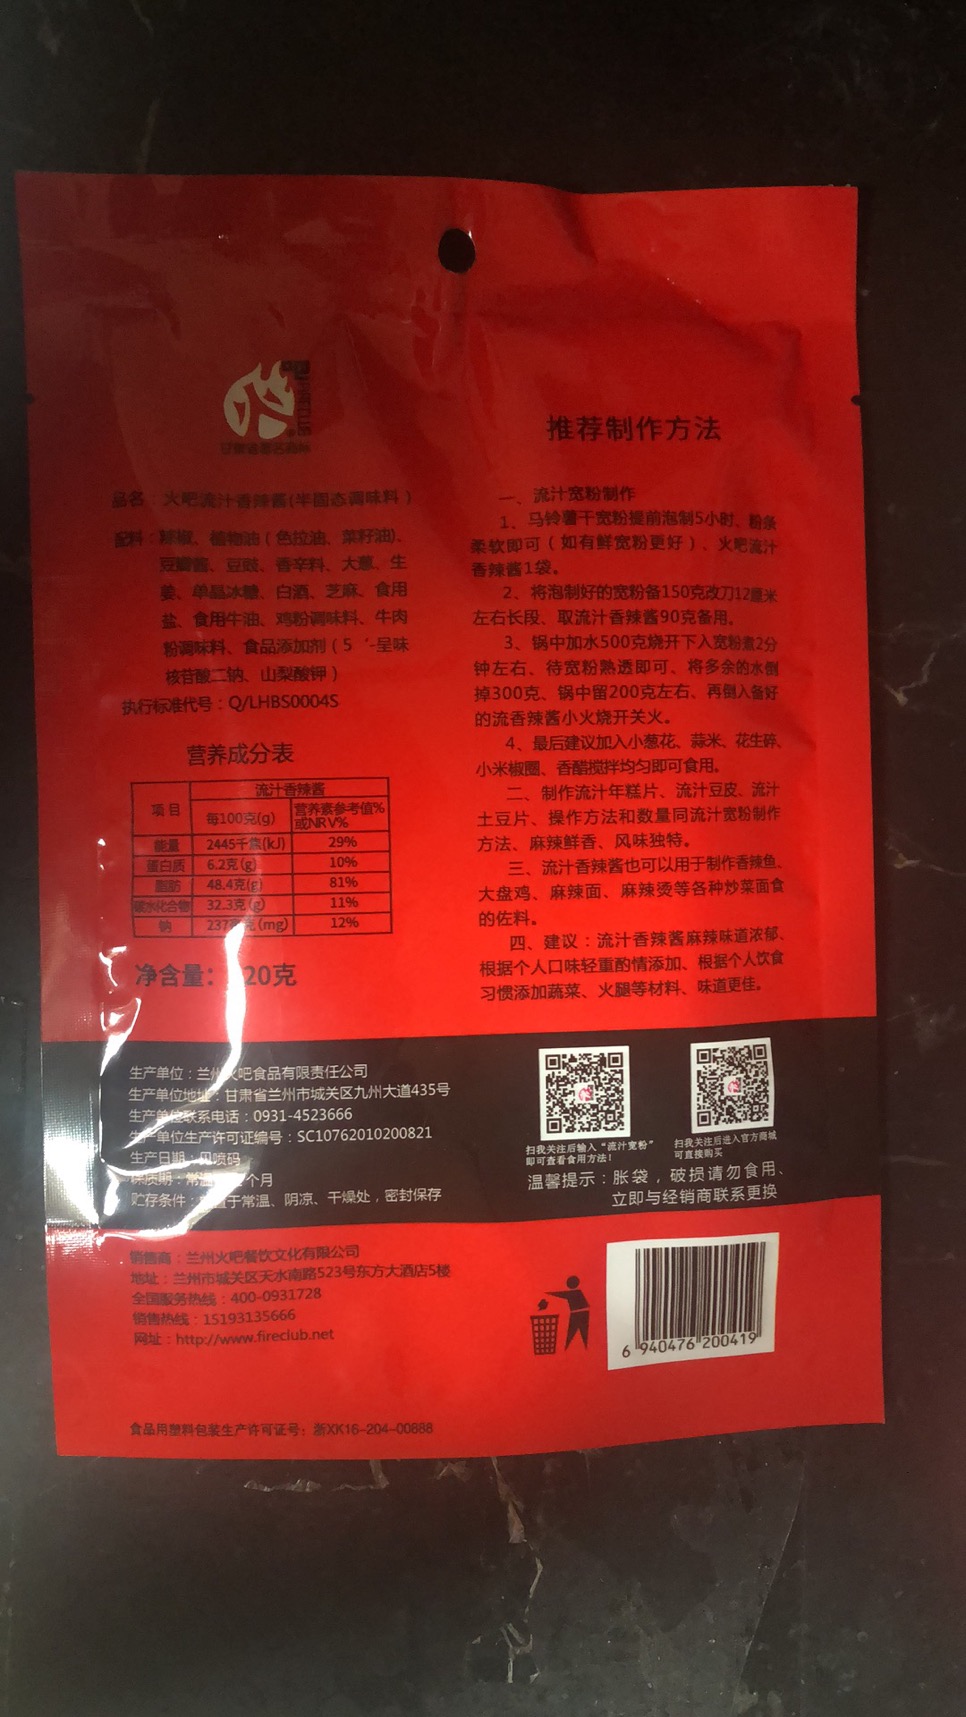 FIRECLUB
推荐制作方法
品名：火吧流汁香辣酱(半固态调味料)
配料：辣椒、植物油（色拉油、菜籽油)、
豆瓣酱、豆豉、香辛料、大葱、生
姜、单晶冰糖、白酒、芝麻、食用
盐、食用牛油、鸡粉调味料、牛肉
粉调味料、食品添加剂（5‘-呈味
核苷酸二钠、山梨酸钾）
执行标准代号：Q/LHBS0004S
营养成分表
项目 流汁香辣酱
每100克(g) 营养素参考值%或NRV%
能量 2445千焦(kJ) 29%
蛋白质 6.2克(g) 10%
脂肪 48.4克(g) 81%
碳水化合物 32.3克(g) 11%
钠 237 克(mg) 12%
净含量： 20克
一、流汁宽粉制作
1、马铃薯干宽粉提前泡制5小时、粉条
柔软即可（如有鲜宽粉更好）、火吧流汁
香辣酱1袋。
2、将泡制好的宽粉备150克改刀12厘米
左右长段、取流汁香辣酱90克备用。
3、锅中加水500克烧开下入宽粉煮2分
钟左右、待宽粉熟透即可、将多余的水倒
掉300克、锅中留200克左右、再倒入备好
的流香辣酱小火烧开关火。
4、最后建议加入小葱花、蒜米、花生碎、
小米椒圈、香醋搅拌均匀即可食用。
二、制作流汁年糕片、流汁豆皮、流汁
土豆片、操作方法和数量同流汁宽粉制作
方法、麻辣鲜香、风味独特。
三、流汁香辣酱也可以用于制作香辣鱼、
大盘鸡、麻辣面、麻辣烫等各种炒菜面食
的佐料。
四、建议：流汁香辣酱麻辣味道浓郁、
根据个人口味轻重酌情添加、根据个人饮食
习惯添加蔬菜、火腿等材料、味道更佳。
生产单位：兰州火吧食品有限责任公司
生产单位地址：甘肃省兰州市城关区九州大道435号
生产单位联系电话：0931-4523666
生产单位生产许可证编号：SC10762010200821
生产日期：见喷码
保质期：常温 个月
贮存条件： 置于常温、阴凉、干燥处，密封保存
扫我关注后输入“流汁宽粉”
即可查看食用方法！
扫我关注后进入官方商城
可直接购买
温馨提示：胀袋，破损请勿食用、
立即与经销商联系更换
销售商：兰州火吧餐饮文化有限公司
地址：兰州市城关区天水南路523号东方大酒店5楼
全国服务热线：400-0931728
销售热线：15193135666
网址：http://www.fireclub.net
6 940476 200419
食品用塑料包装生产许可证号：浙XK16-204-00888